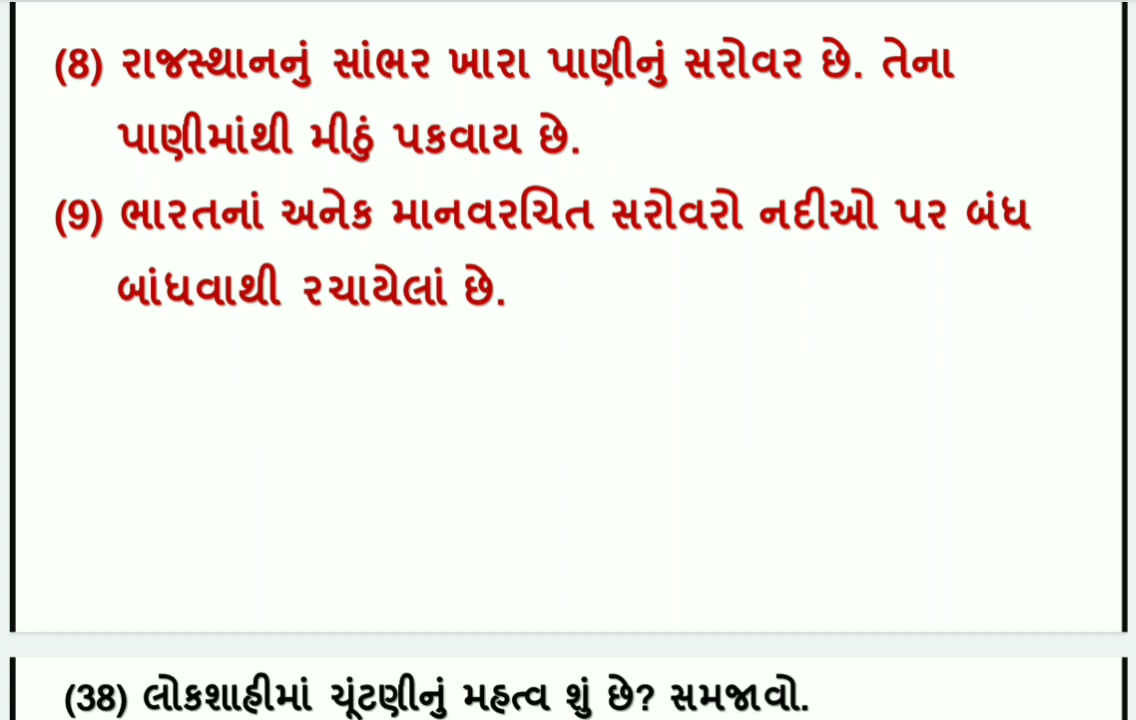 (8) રાજસ્થાનનું સાંભર ખારા પાણીનું સરોવર છે. તેના
પાણીમાંથી મીઠું પકવાય છે.
(9) ભારતનાં અનેક માનવરચિત સરોવરો નદીઓ પર બંધ
બાંધવાથી રચાયેલાં છે.
(38) લોકશાહીમાં ચૂંટણીનું મહત્વ શું છે? સમજાવો.